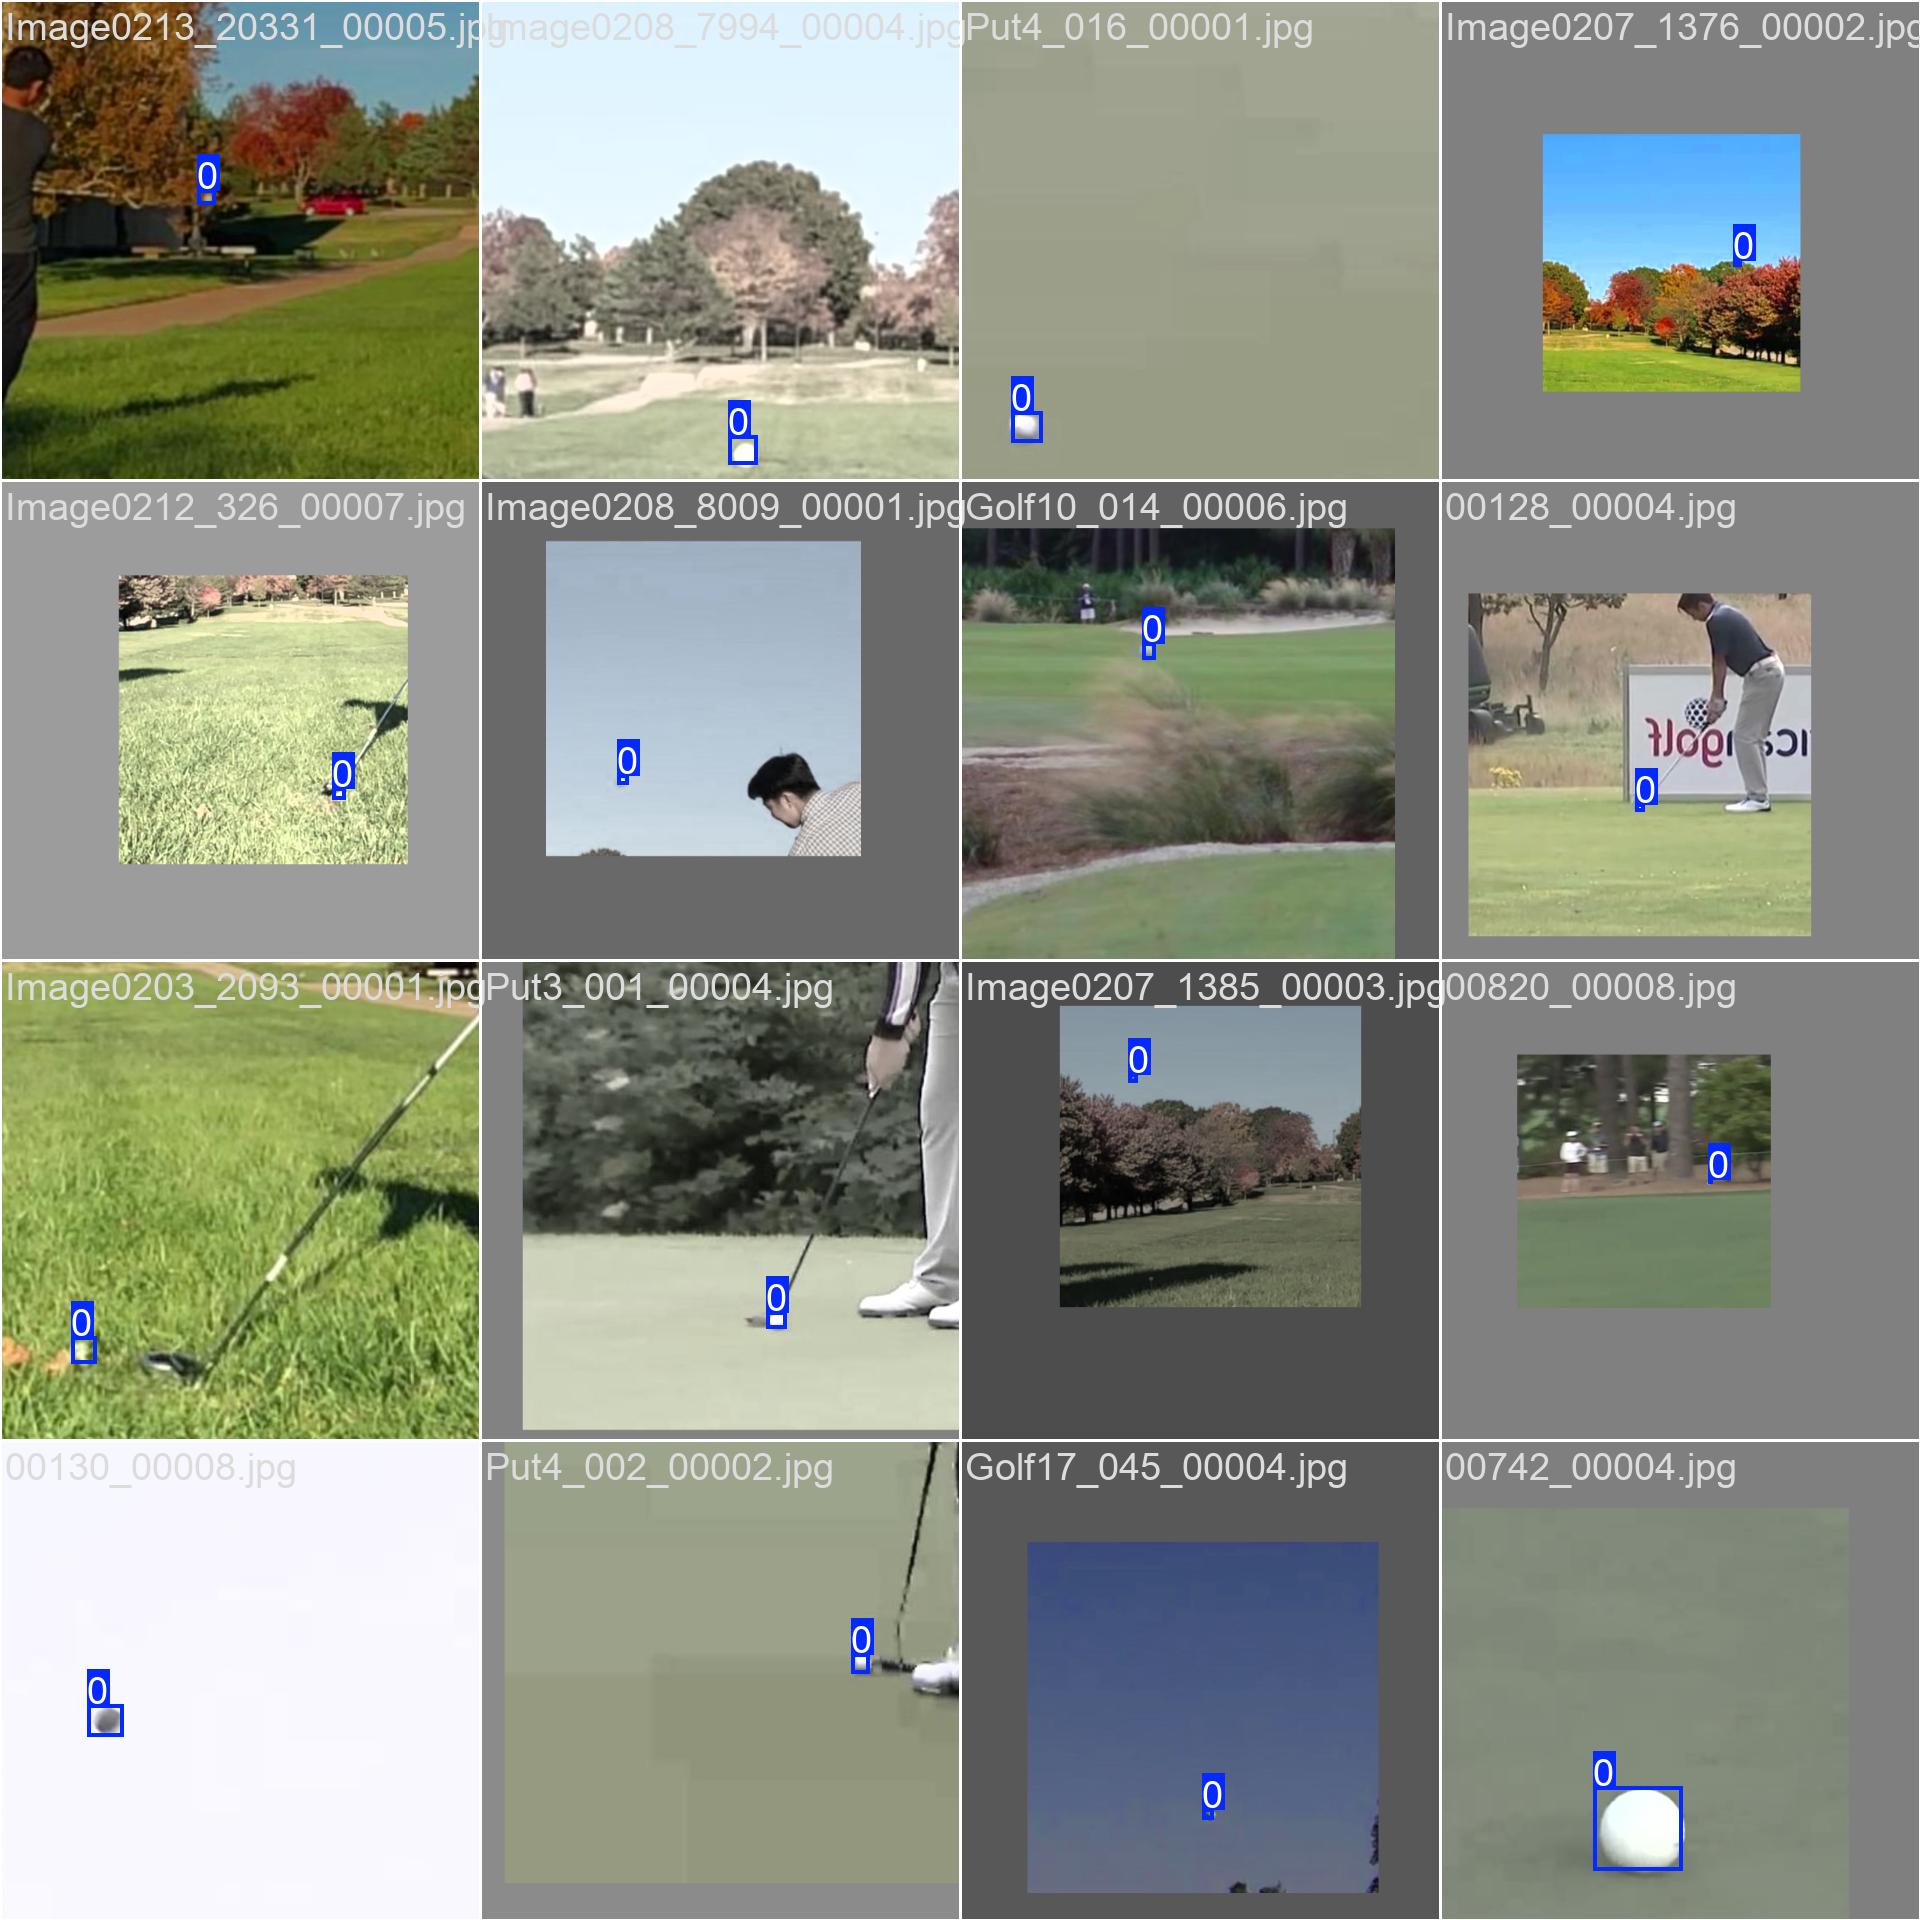 Image0213_20331_00005.jpg
Image0208_7994_00004.jpg
Put4_016_00001.jpg
Image0207_1376_00002.jpg
0
0
0
0
Image0212_326_00007.jpg
Image0208_8009_00001.jpg
Golf10_014_00006.jpg
00128_00004.jpg
0
0
0
golf
0
Image0203_2093_00001.jpg
Put3_001_00004.jpg
Image0207_1385_00003.jpg
00820_00008.jpg
0
0
0
0
00130_00008.jpg
Put4_002_00002.jpg
Golf17_045_00004.jpg
00742_00004.jpg
0
0
0
0